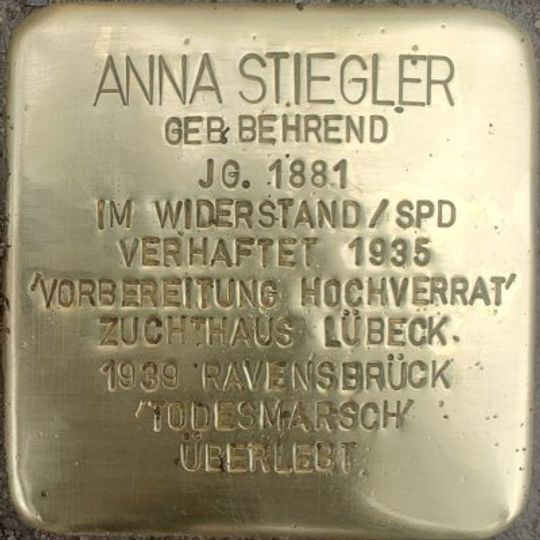 ANNA STIEGLER
GEB. BEHREND
JG. 1881
IM WIDERSTAND / SPD
VERHAFTET 1935
'VORBEREITUNG HOCHVERRAT'
ZUCHTHAUS LÜBECK
1939 RAVENSBRÜCK
'TODESMARSCH'
ÜBERLEBT